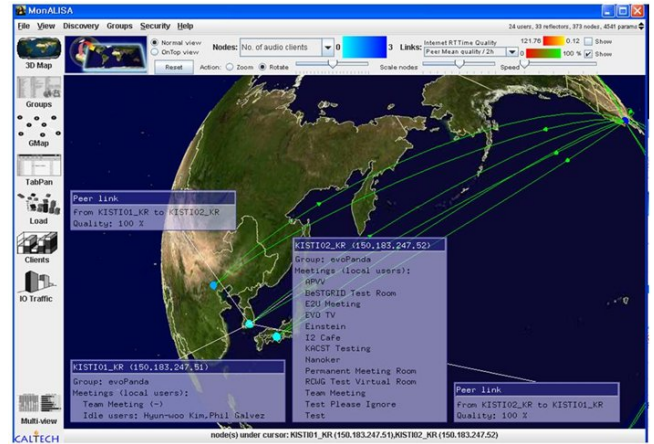 MonALISA
File View Discovery Groups Security Help
24 users, 33 reflectors, 973 nodes, 4541 params
3D Map
Normal view
OnTop view
Reset
Nodes: No. of audio clients 0 3
Links: Internet RTTime Quality 121.76 0.12 Show
Peer Mean quality / 2h 0 100 % Show
Action: Zoom Rotate
Scale nodes
Speed
Groups
GMap
TabPan
Load
Clients
IO Traffic
Multi-view
Peer link
from KISTI01_KR to KISTI02_KR
Quality: 100 %
KISTI02_KR (150.183.247.52)
Group: evoPanda
Meetings (local users):
APVV
BeSTGRID Test Room
E2U Meeting
EVO TV
Einstein
I2 Cafe
KACST Testing
Nanoker
Permanent Meeting Room
ROWG Test Virtual Room
Team Meeting
Test Please Ignore
Test
KISTI01_KR (150.183.247.51)
Group: evoPanda
Meetings (local users):
Team Meeting (-)
Idle users: Hyun-woo Kim,Phil Galvez
Peer link
from KISTI02_KR to KISTI01_KR
Quality: 100 %
CALTECH
node(s) under cursor: KISTI01_KR (150.183.247.51),KISTI02_KR (150.183.247.52)